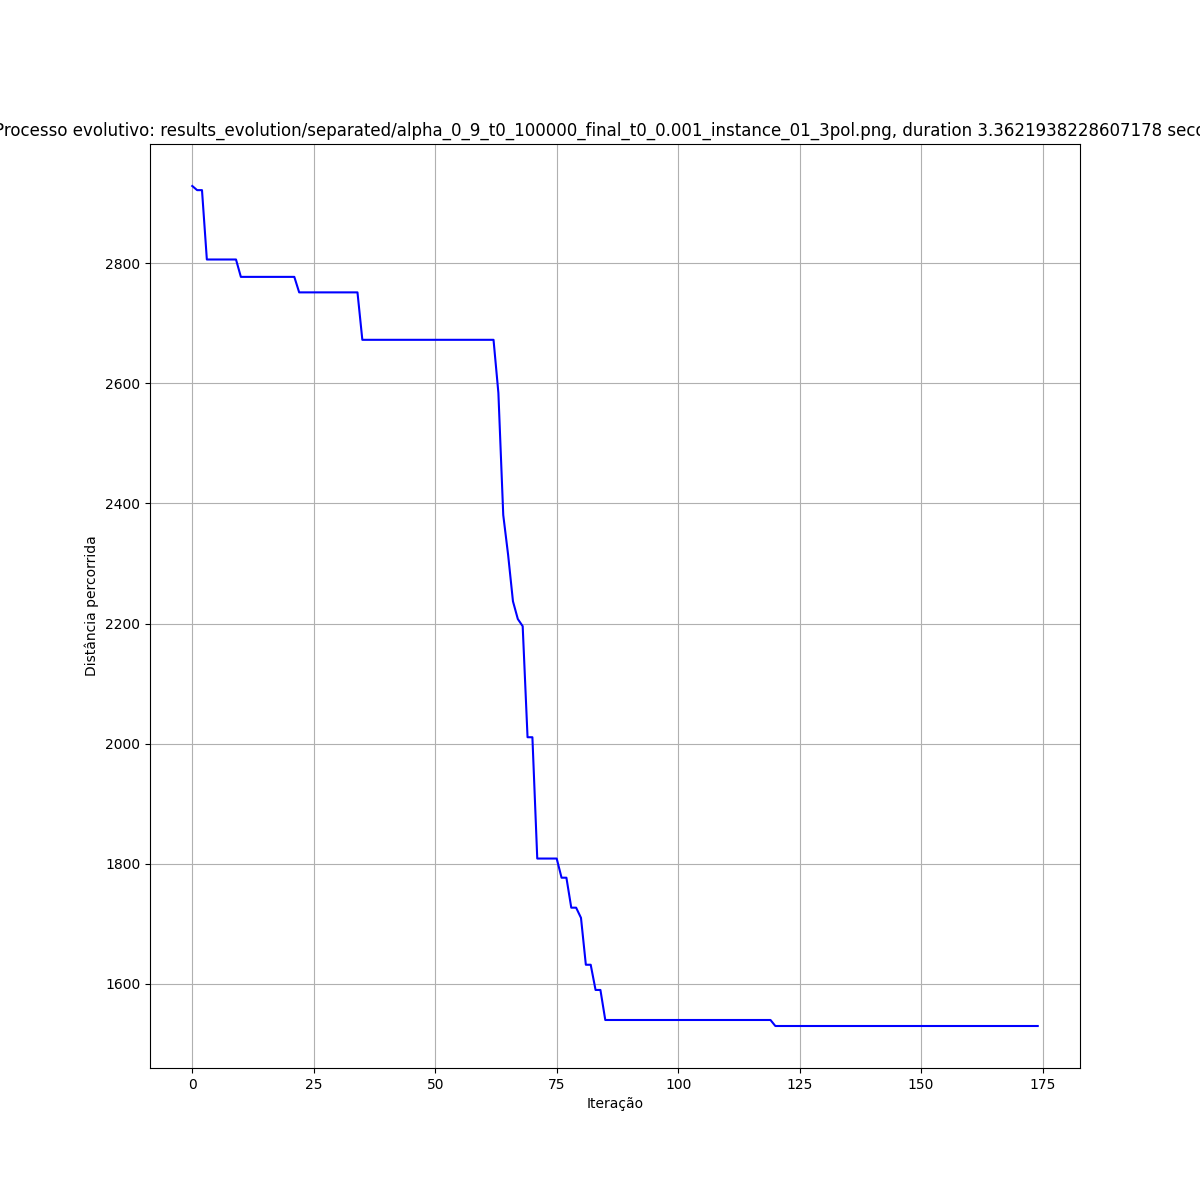 Processo evolutivo: results_evolution/separated/alpha_0_9_t0_100000_final_t0_0.001_instance_01_3pol.png, duration 3.3621938228607178 seco
2800
2600
2400
2200
2000
1800
1600
Distância percorrida
0 25 50 75 100 125 150 175
Iteração